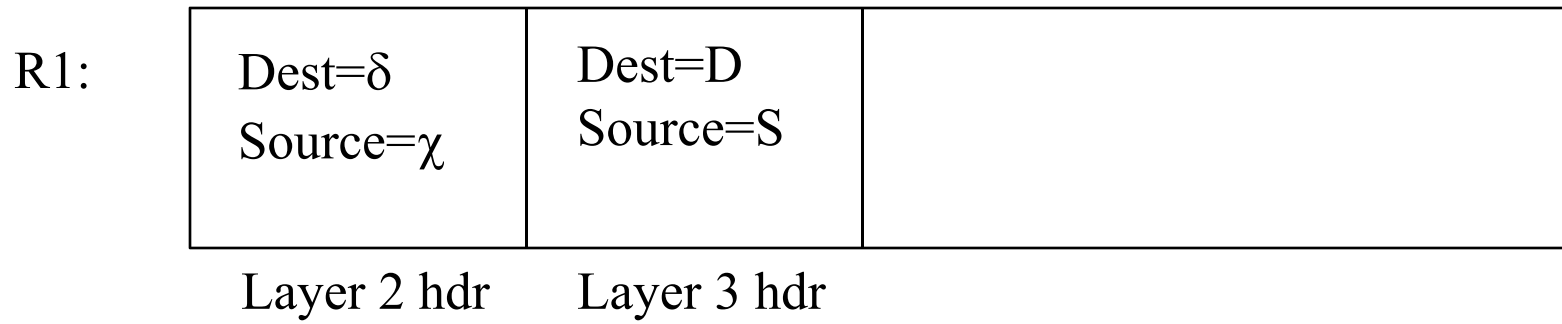 R1:
Dest=δ
Source=χ
Dest=D
Source=S
Layer 2 hdr
Layer 3 hdr